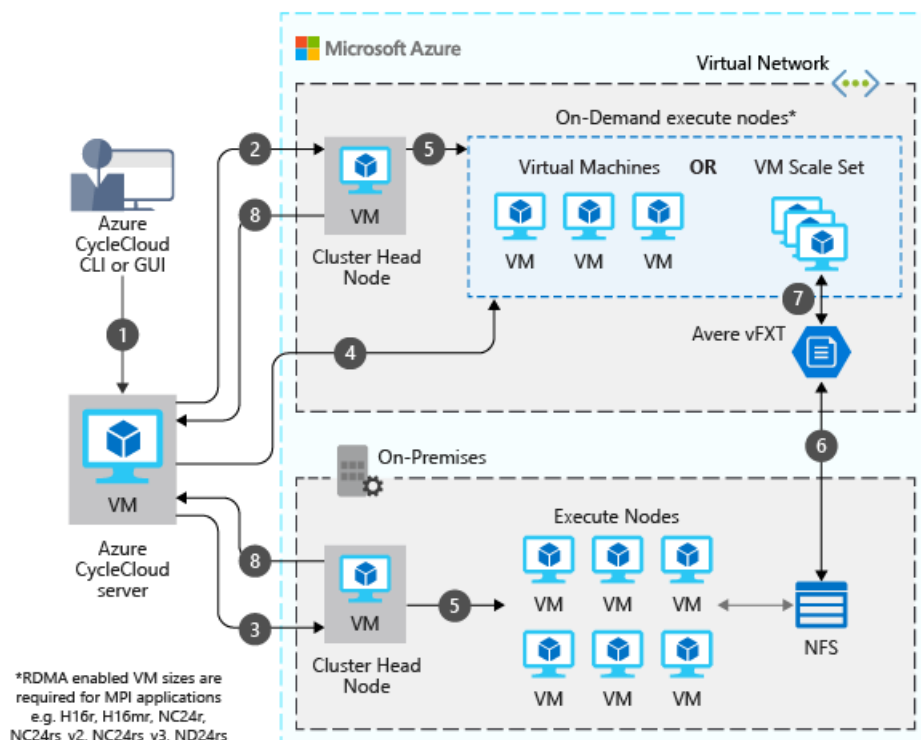 Microsoft Azure
Virtual Network
On-Demand execute nodes*
2
5
Virtual Machines OR VM Scale Set
VM
8
VM VM VM
Cluster Head
Node
Azure
CycleCloud
CLI or GUI
7
1
4
Avere vFXT
6
On-Premises
VM
Azure
CycleCloud
server
Execute Nodes
8
VM
5
VM VM VM
3
NFS
Cluster Head
Node
VM VM VM
*RDMA enabled VM sizes are
required for MPI applications
e.g. H16r, H16mr, NC24r,
NC24rs_v2, NC24rs_v3, ND24rs